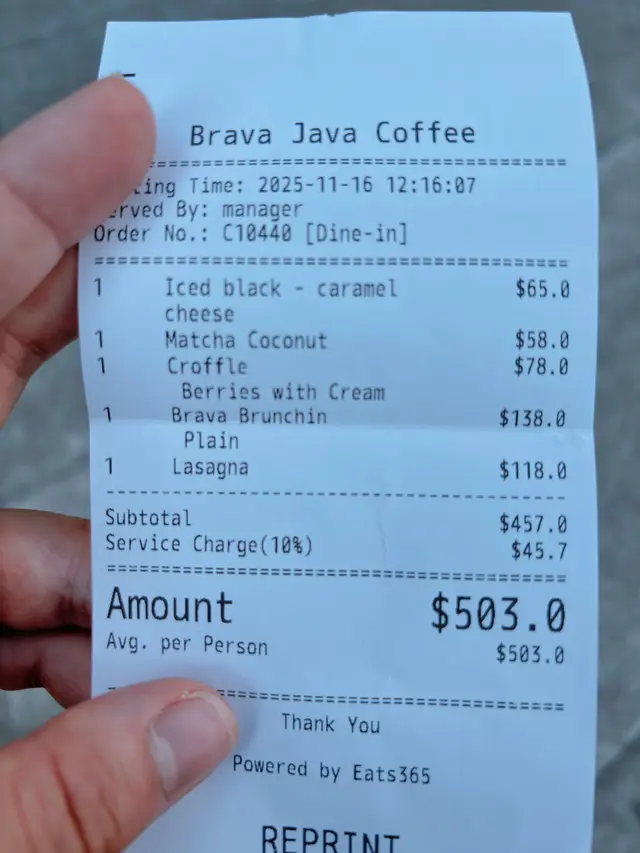 Brava Java Coffee
Time: 2025-11-16 12:16:07
By: manager
Order No.: C10440 [Dine-in]
1 Iced black - caramel $65.0
cheese
1 Matcha Coconut $58.0
1 Croffle $78.0
Berries with Cream
1 Brava Brunchin $138.0
Plain
1 Lasagna $118.0
Subtotal $457.0
Service Charge(10%) $45.7
Amount $503.0
Avg. per Person $503.0
Thank You
Powered by Eats365
REPRINT